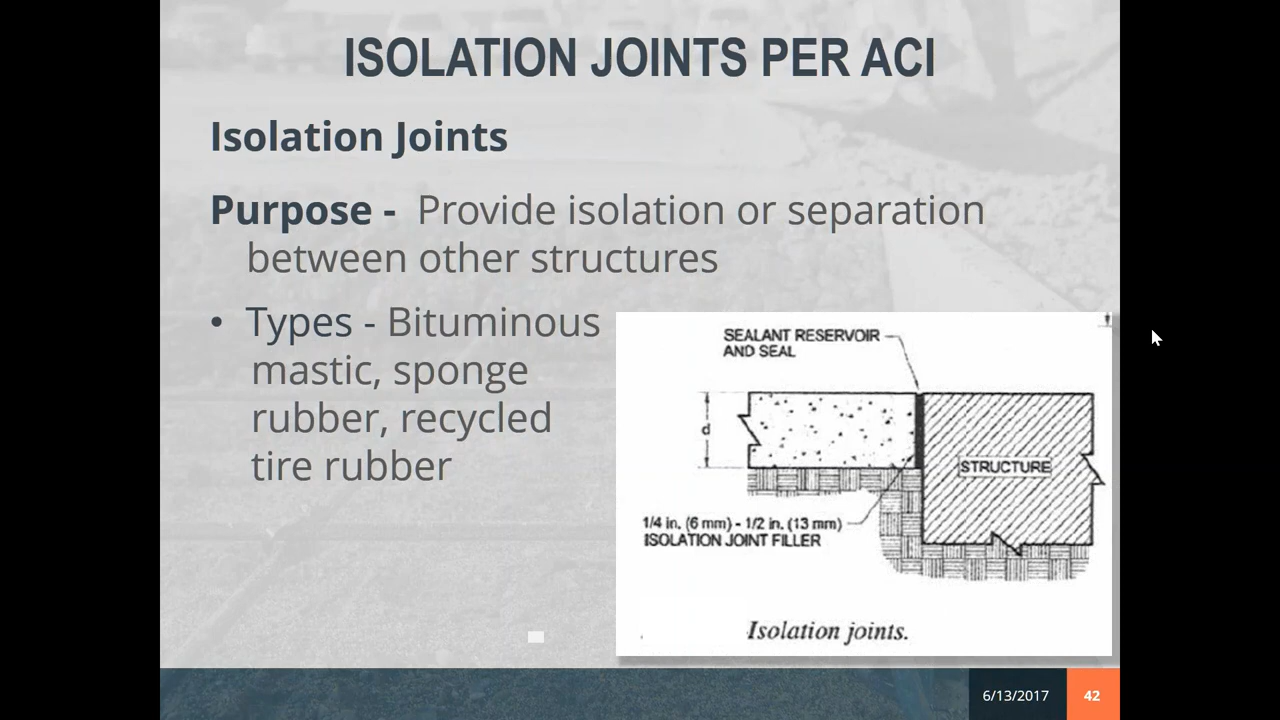 ISOLATION JOINTS PER ACI
Isolation Joints
Purpose - Provide isolation or separation
between other structures
• Types - Bituminous
mastic, sponge
rubber, recycled
tire rubber
SEALANT RESERVOIR
AND SEAL
d
STRUCTURE
1/4 in. (6 mm) - 1/2 in. (13 mm)
ISOLATION JOINT FILLER
Isolation joints.
6/13/2017
42